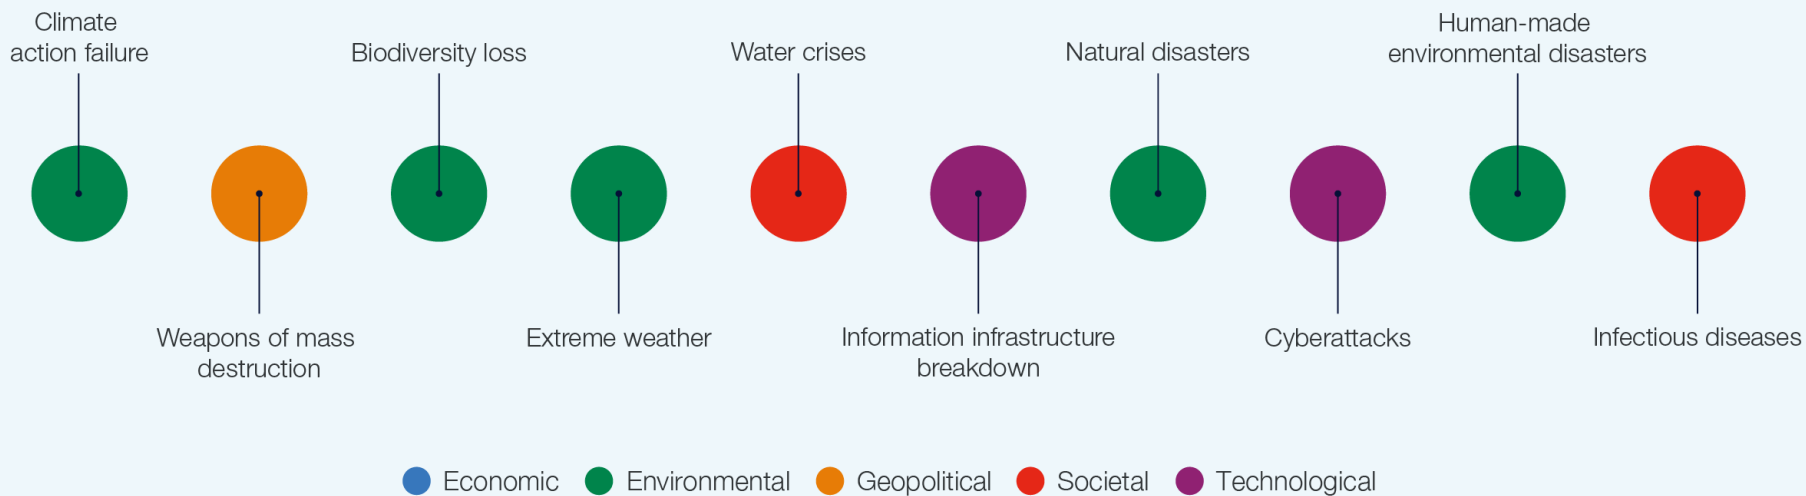 Climate
action failure
Biodiversity loss
Water crises
Natural disasters
Human-made
environmental disasters
Weapons of mass
destruction
Extreme weather
Information infrastructure
breakdown
Cyberattacks
Infectious diseases
Economic
Environmental
Geopolitical
Societal
Technological